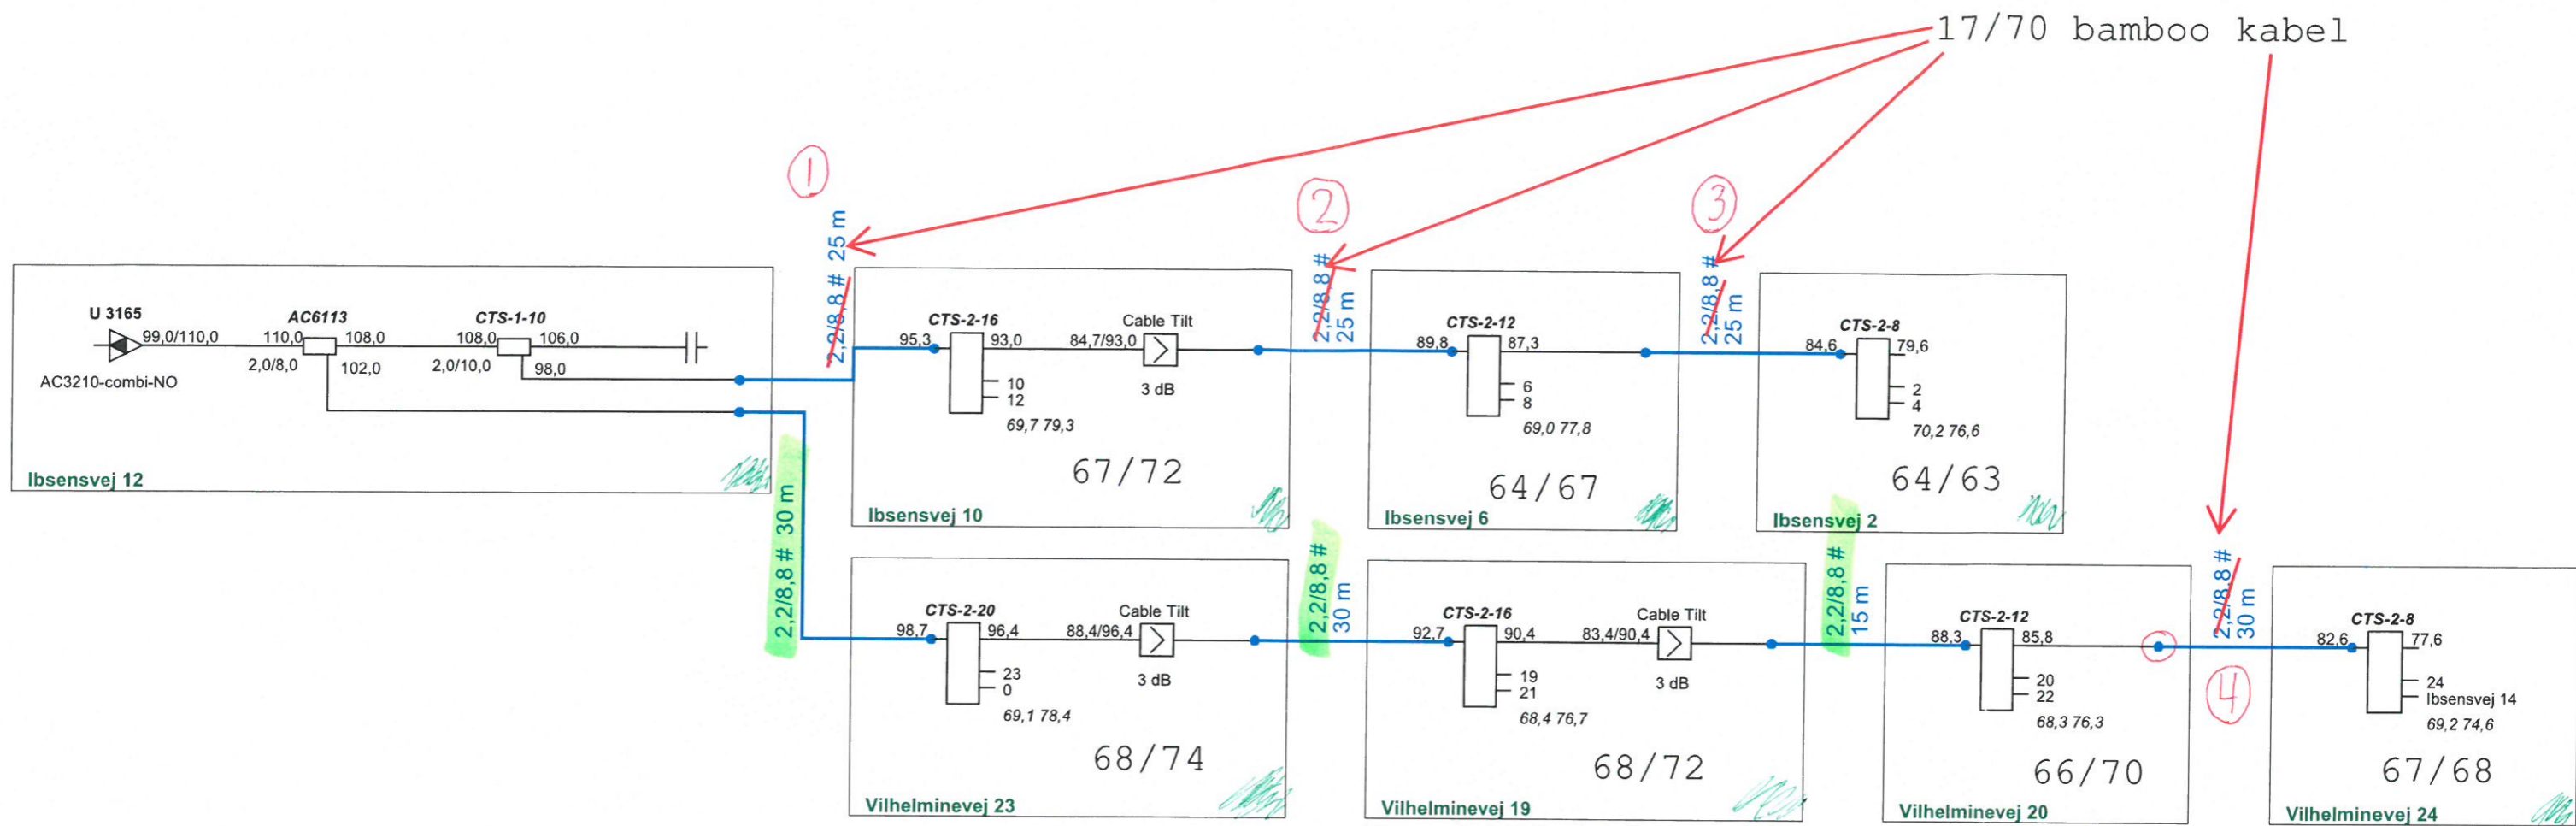 17/70 bamboo kabel
1
2
3
2,2/8,8 # 25 m
2,2/8,8 #
25 m
2,2/8,8 #
25 m
U 3165
99,0/110,0
AC3210-combi-NO
AC6113
110,0
108,0
2,0/8,0
102,0
CTS-1-10
108,0
106,0
2,0/10,0
98,0
Ibsensvej 12
CTS-2-16
95,3
93,0
10
12
69,7 79,3
Cable Tilt
84,7/93,0
3 dB
67/72
Ibsensvej 10
CTS-2-12
89,8
87,3
6
8
69,0 77,8
64/67
Ibsensvej 6
CTS-2-8
84,6
79,6
2
4
70,2 76,6
64/63
Ibsensvej 2
2,2/8,8 # 30 m
CTS-2-20
98,7
96,4
23
0
69,1 78,4
Cable Tilt
88,4/96,4
3 dB
68/74
Vilhelminevej 23
2,2/8,8 #
30 m
CTS-2-16
92,7
90,4
19
21
68,4 76,7
Cable Tilt
83,4/90,4
3 dB
68/72
Vilhelminevej 19
2,2/8,8 #
15 m
CTS-2-12
88,3
85,8
20
22
68,3 76,3
66/70
Vilhelminevej 20
2,2/8,8 #
30 m
4
CTS-2-8
82,6
77,6
24
Ibsensvej 14
69,2 74,6
67/68
Vilhelminevej 24